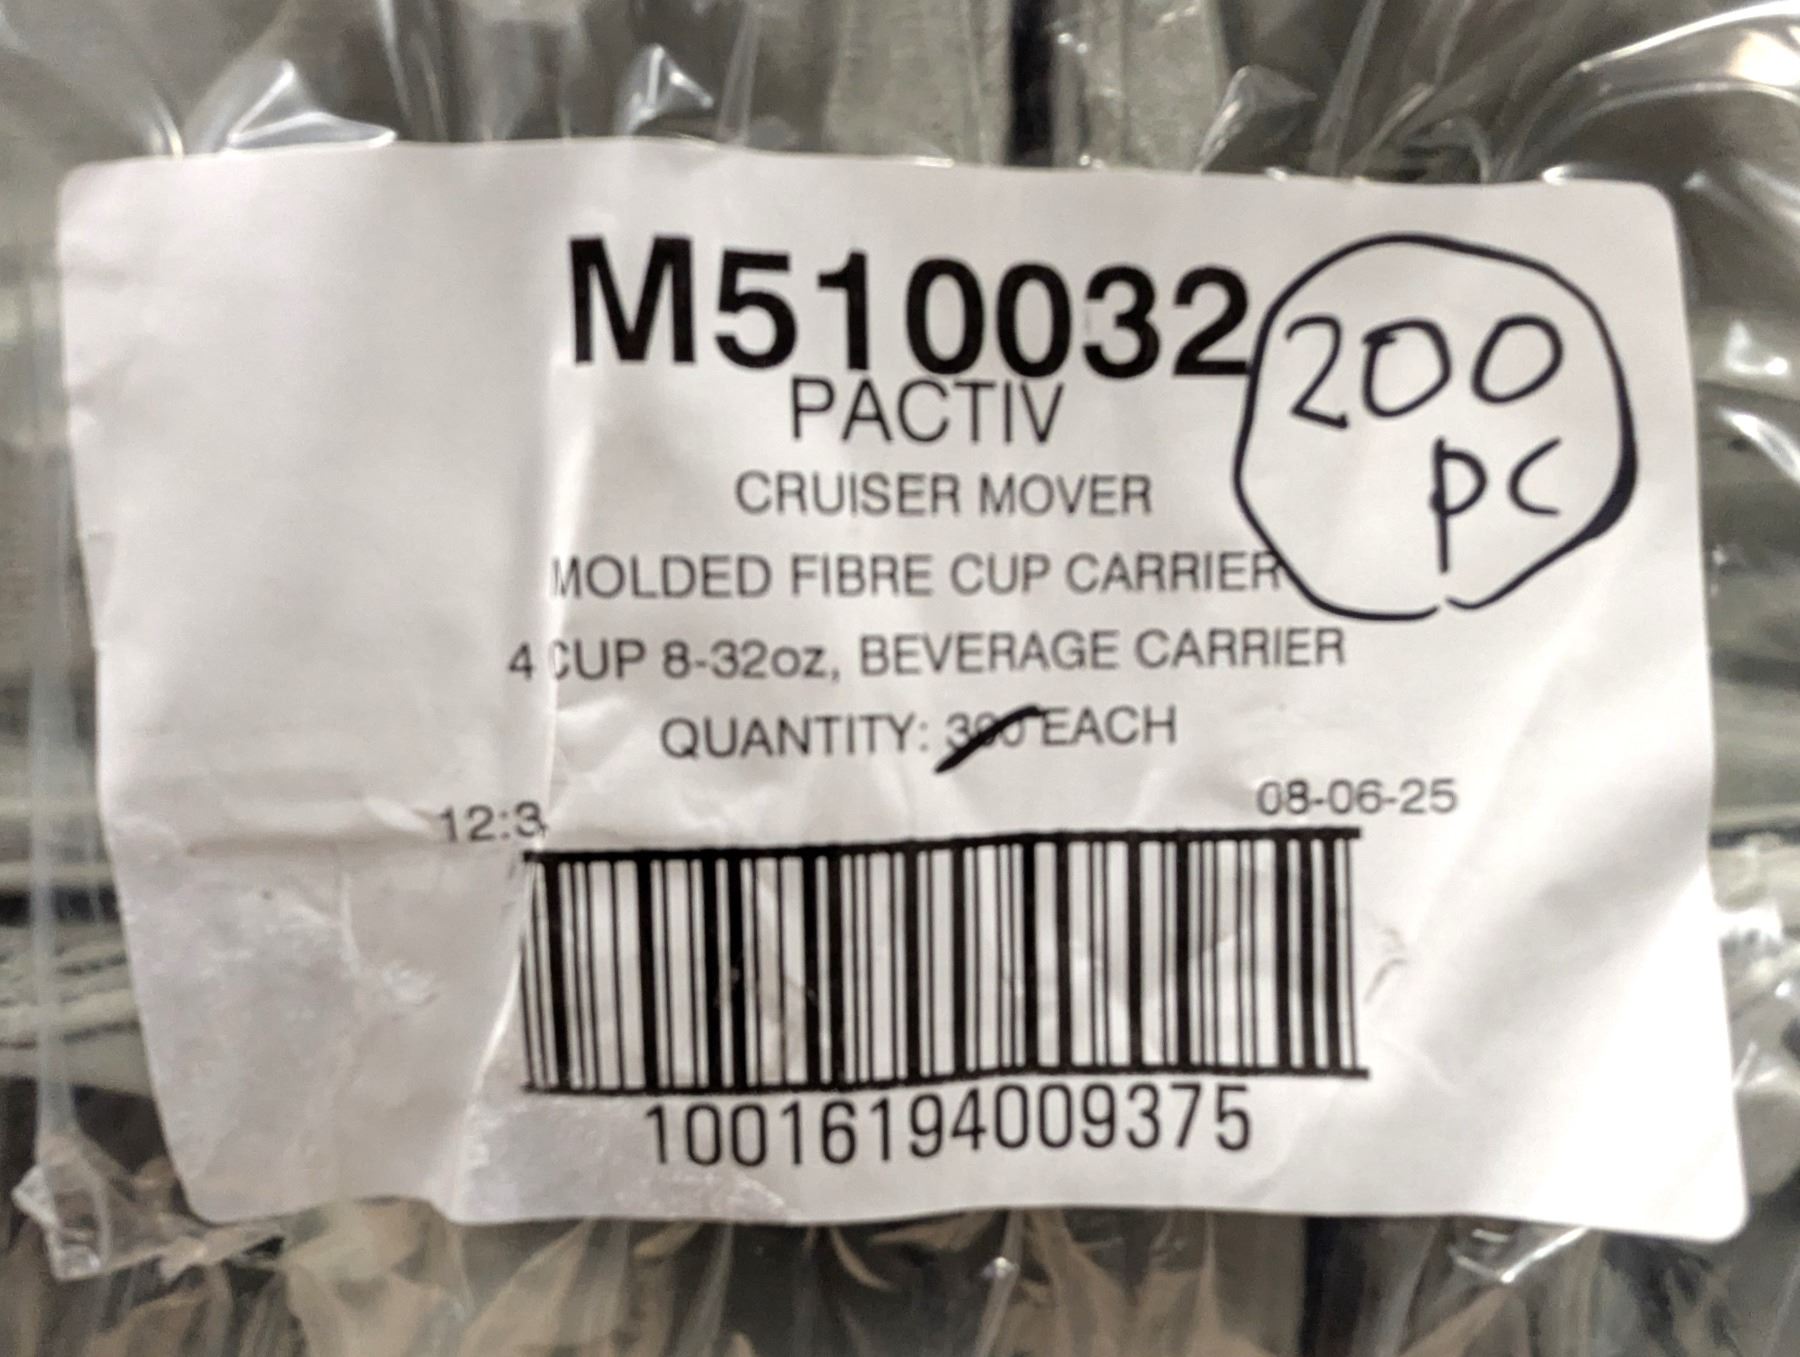 M510032
200
PACTIV
pc
CRUISER MOVER
MOLDED FIBRE CUP CARRIER
4 CUP 8-32oz, BEVERAGE CARRIER
QUANTITY: 300 EACH
12:3
08-06-25
10016194009375